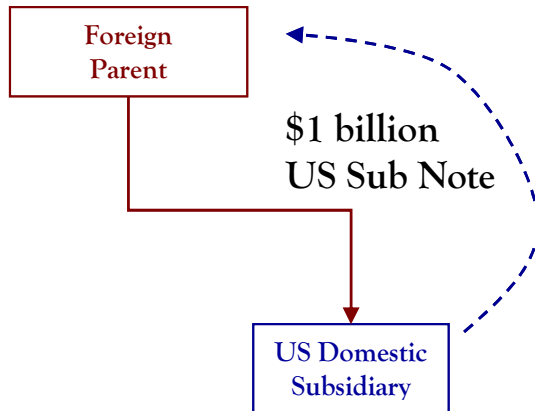 Foreign
Parent
$1 billion
US Sub Note
US Domestic
Subsidiary